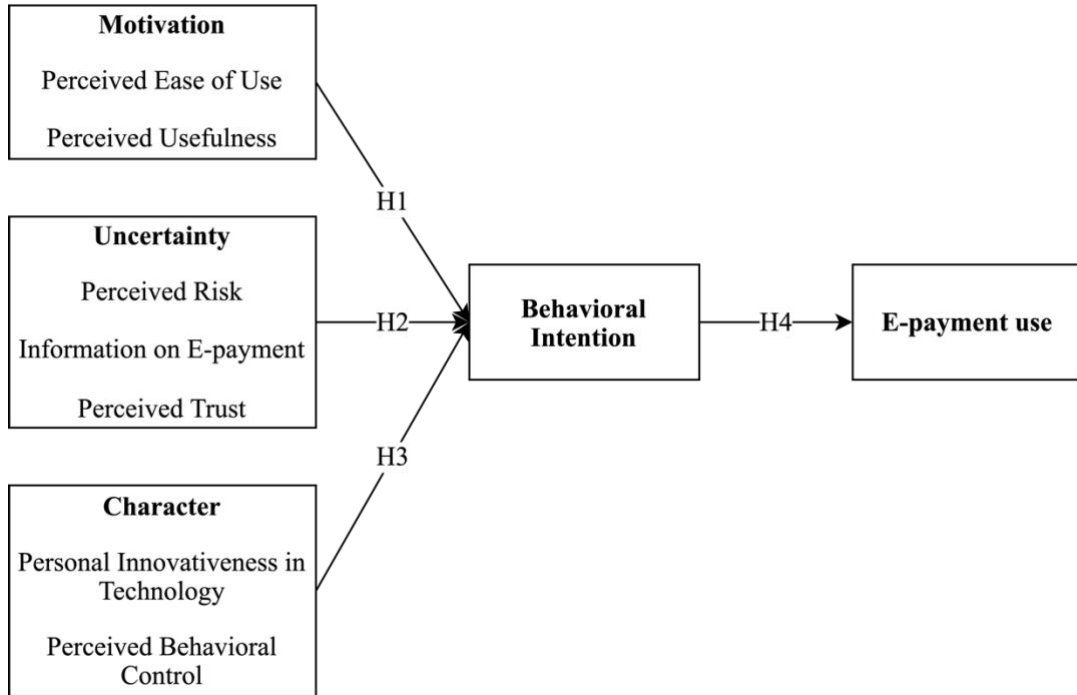 Motivation
Perceived Ease of Use
Perceived Usefulness
H1
Uncertainty
Perceived Risk
Information on E-payment
Perceived Trust
H2
Behavioral
Intention
H4
E-payment use
H3
Character
Personal Innovativeness in
Technology
Perceived Behavioral
Control